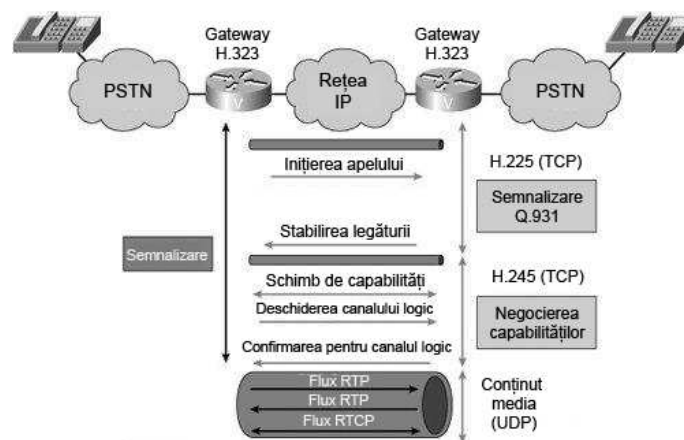 Gateway
H.323
Gateway
H.323
PSTN
V
Rețea
IP
V
PSTN
Inițierea apelului
H.225 (TCP)
Semnalizare
Q.931
Stabilirea legăturii
Semnalizare
Schimb de capabilități
H.245 (TCP)
Deschiderea canalului logic
Negocierea
capabilităților
Confirmarea pentru canalul logic
Flux RTP
Flux RTP
Flux RTCP
Conținut
media
(UDP)